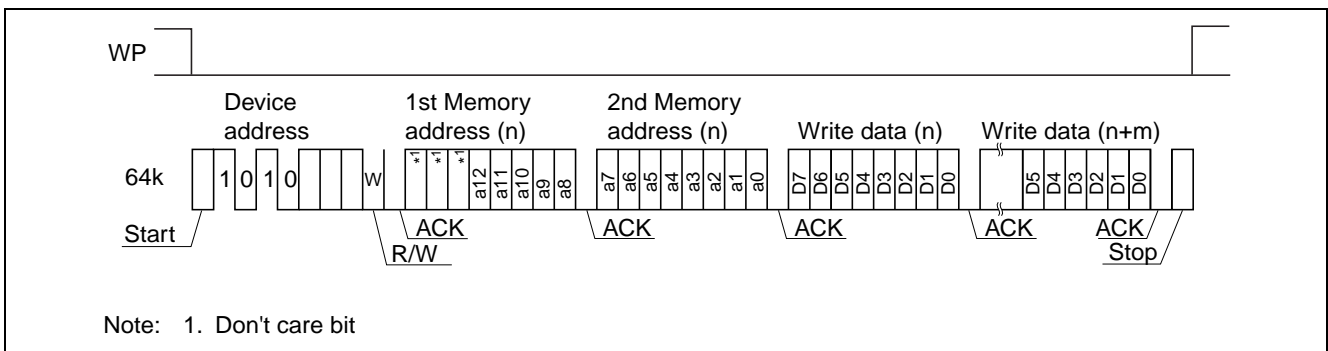 WP
Device address
1st Memory address (n)
2nd Memory address (n)
Write data (n)
Write data (n+m)
64k
1 0 1 0
W
*1 *1 *1 a12 a11 a10 a9 a8
a7 a6 a5 a4 a3 a2 a1 a0
D7 D6 D5 D4 D3 D2 D1 D0
D5 D4 D3 D2 D1 D0
Start
R/W
ACK
ACK
ACK
ACK
ACK
Stop
Note: 1. Don't care bit